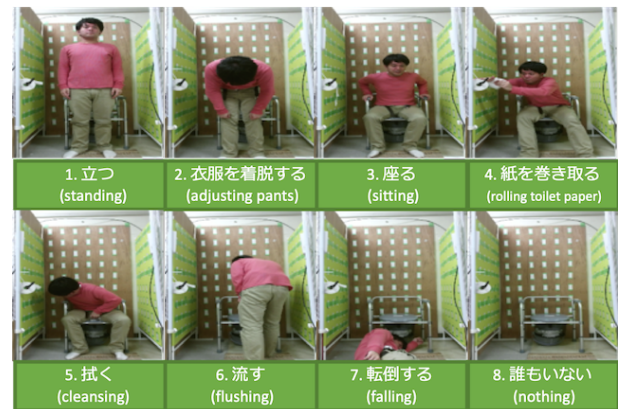 1. 立つ
(standing)
2. 衣服を着脱する
(adjusting pants)
3. 座る
(sitting)
4. 紙を巻き取る
(rolling toilet paper)
5. 拭く
(cleansing)
6. 流す
(flushing)
7. 転倒する
(falling)
8. 誰もいない
(nothing)